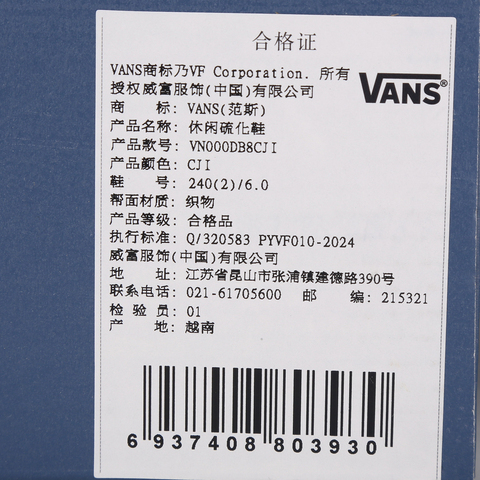 合格证
VANS商标乃VF Corporation. 所有
授权威富服饰(中国)有限公司
VANS®
商 标: VANS(范斯)
产品名称: 休闲硫化鞋
产品款号: VN000DB8CJI
产品颜色: CJI
鞋 号: 240(2)/6.0
帮面材质: 织物
产品等级: 合格品
执行标准: Q/320583 PYVF010-2024
威富服饰(中国)有限公司
地 址: 江苏省昆山市张浦镇建德路390号
联系电话: 021-61705600 邮 编: 215321
检 验 员: 01
产 地: 越南
6 937408 803930